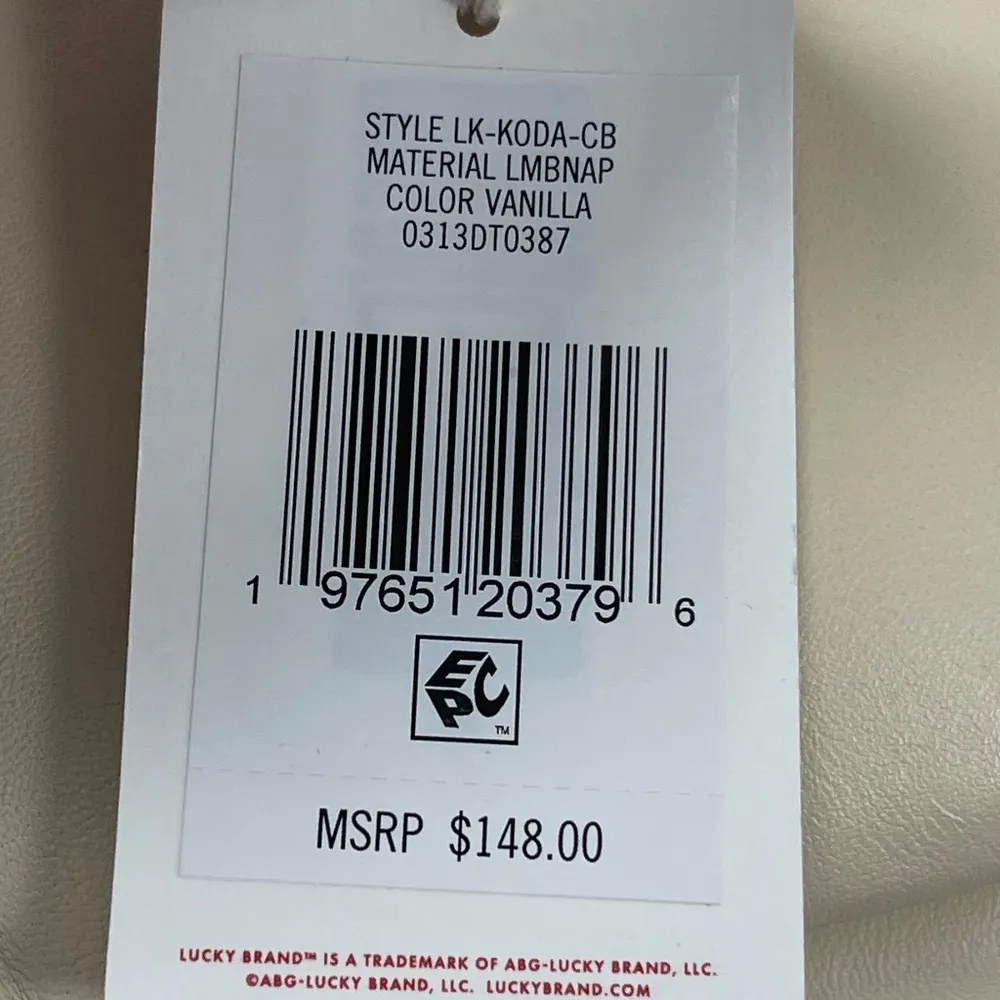 STYLE LK-KODA-CB
MATERIAL LMBNAP
COLOR VANILLA
0313DT0387
1 97651 20379 6
EPC™
MSRP $148.00
LUCKY BRAND™ IS A TRADEMARK OF ABG-LUCKY BRAND, LLC.
©ABG-LUCKY BRAND, LLC. LUCKYBRAND.COM